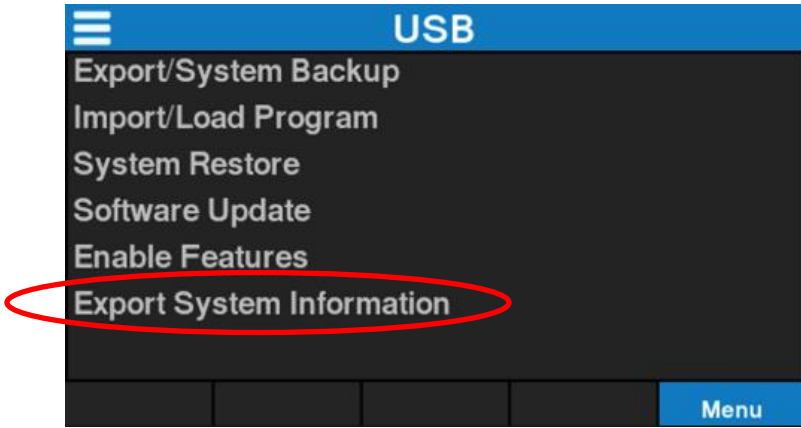 USB
Export/System Backup
Import/Load Program
System Restore
Software Update
Enable Features
Export System Information
Menu